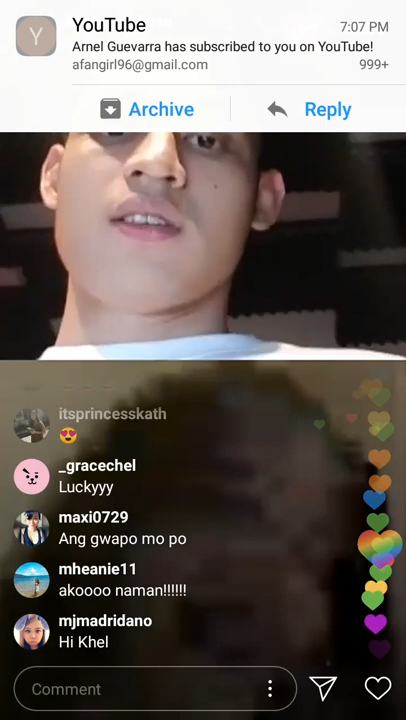 Y
YouTube
7:07 PM
Arnel Guevarra has subscribed to you on YouTube!
afangirl96@gmail.com
999+
Archive
Reply
itsprincesskath
😍
_gracechel
Luckyyy
maxi0729
Ang gwapo mo po
mheanie11
akoooo naman!!!!!!
mjmadridano
Hi Khel
Comment